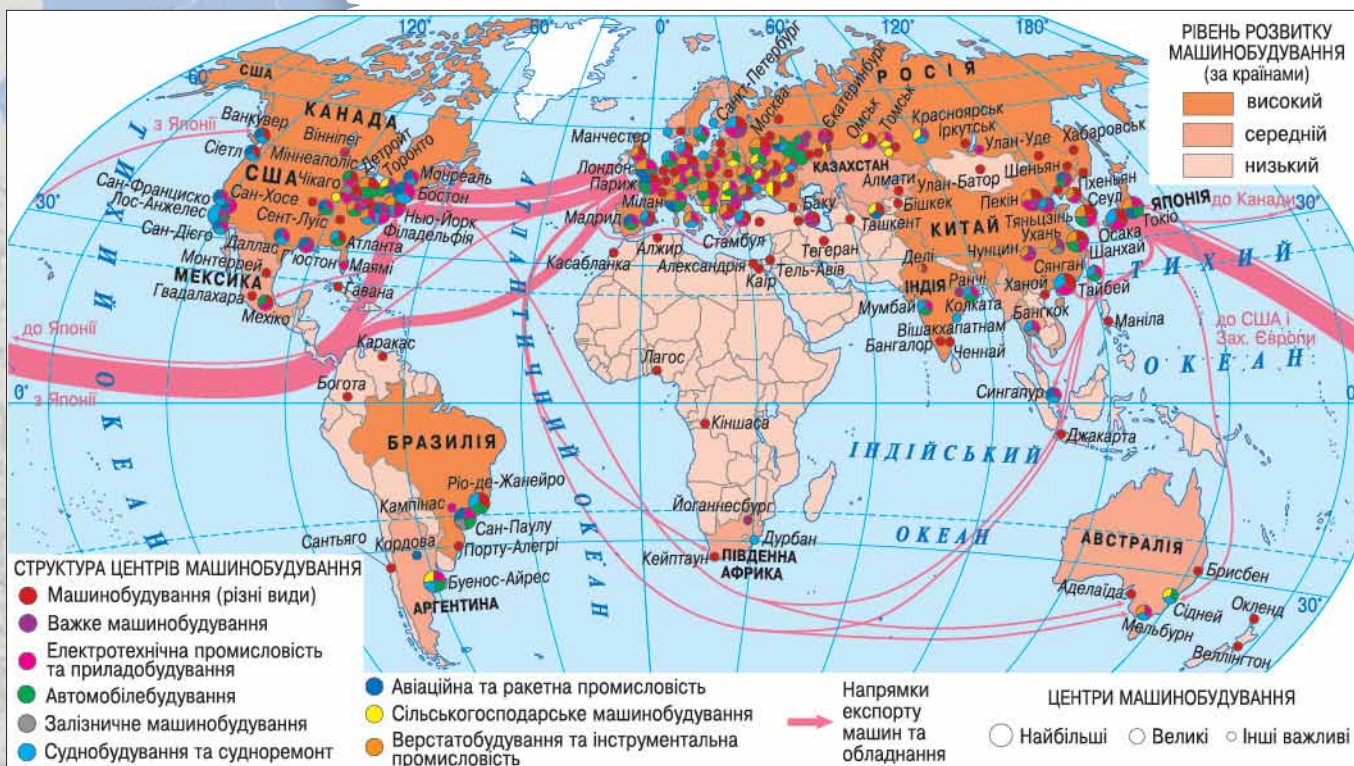 120°
0°
60°
120°
180°
60°
30°
0°
США
КАНАДА
Ванкувер
з Японії
Вінніпег
Сіетл
Міннеаполіс
Детройт
Торонто
Монреаль
США
Чікаго
Бостон
Сан-Франциско
Сан-Хосе
Лос-Анжелес
Сент-Луіс
Нью-Йорк
Філадельфія
Сан-Дієго
Даллас
Атланта
Г'юстон
Маямі
Монтеррей
МЕКСИКА
Гвадалахара
Гавана
Мехіко
до Японії
з Японії
Каракас
Богота
БРАЗИЛІЯ
Ріо-де-Жанейро
Кампінас
Сан-Паулу
Сантьяго
Кордова
Порту-Алегрі
Буенос-Айрес
АРГЕНТИНА
ТИХИЙ ОКЕАН
АТЛАНТИЧНИЙ ОКЕАН
Манчестер
Лондон
Париж
Мілан
Мадрид
Санкт-Петербург
Москва
Єкатеринбург
РОСІЯ
Омськ
Томськ
Красноярськ
Іркутськ
Улан-Уде
Хабаровськ
КАЗАХСТАН
Алмати
Улан-Батор
Шеньян
Баку
Бішкек
Пхеньян
Ташкент
Пекін
Сеул
ЯПОНІЯ
Тяньцзінь
Токіо
до Канади
30°
КИТАЙ
Ухань
Осака
Чунцин
Шанхай
Стамбул
Тегеран
Касабланка
Алжир
Александрія
Тель-Авів
Каїр
Делі
Сянган
ІНДІЯ
Ранчі
Ханой
Тайбей
Мумбай
Колката
Бангкок
Вішакхапатнам
Бангалор
Ченнай
Маніла
до США і
Зах. Європи
ТИХИЙ
ОКЕАН
0°
Лагос
Кіншаса
Сингапур
Джакарта
ІНДІЙСЬКИЙ
ОКЕАН
Йоганнесбург
Дурбан
Кейптаун
ПІВДЕННА
АФРИКА
АВСТРАЛІЯ
Брисбен
Аделаїда
Сідней
Мельбурн
Окленд
Веллінгтон
30°
РІВЕНЬ РОЗВИТКУ
МАШИНОБУДУВАННЯ
(за країнами)
високий
середній
низький
СТРУКТУРА ЦЕНТРІВ МАШИНОБУДУВАННЯ
Машинобудування (різні види)
Важке машинобудування
Електротехнічна промисловість
та приладобудування
Автомобілебудування
Залізничне машинобудування
Суднобудування та судноремонт
Авіаційна та ракетна промисловість
Сільськогосподарське машинобудування
Верстатобудування та інструментальна
промисловість
Напрямки
експорту
машин та
обладнання
ЦЕНТРИ МАШИНОБУДУВАННЯ
Найбільші
Великі
Інші важливі